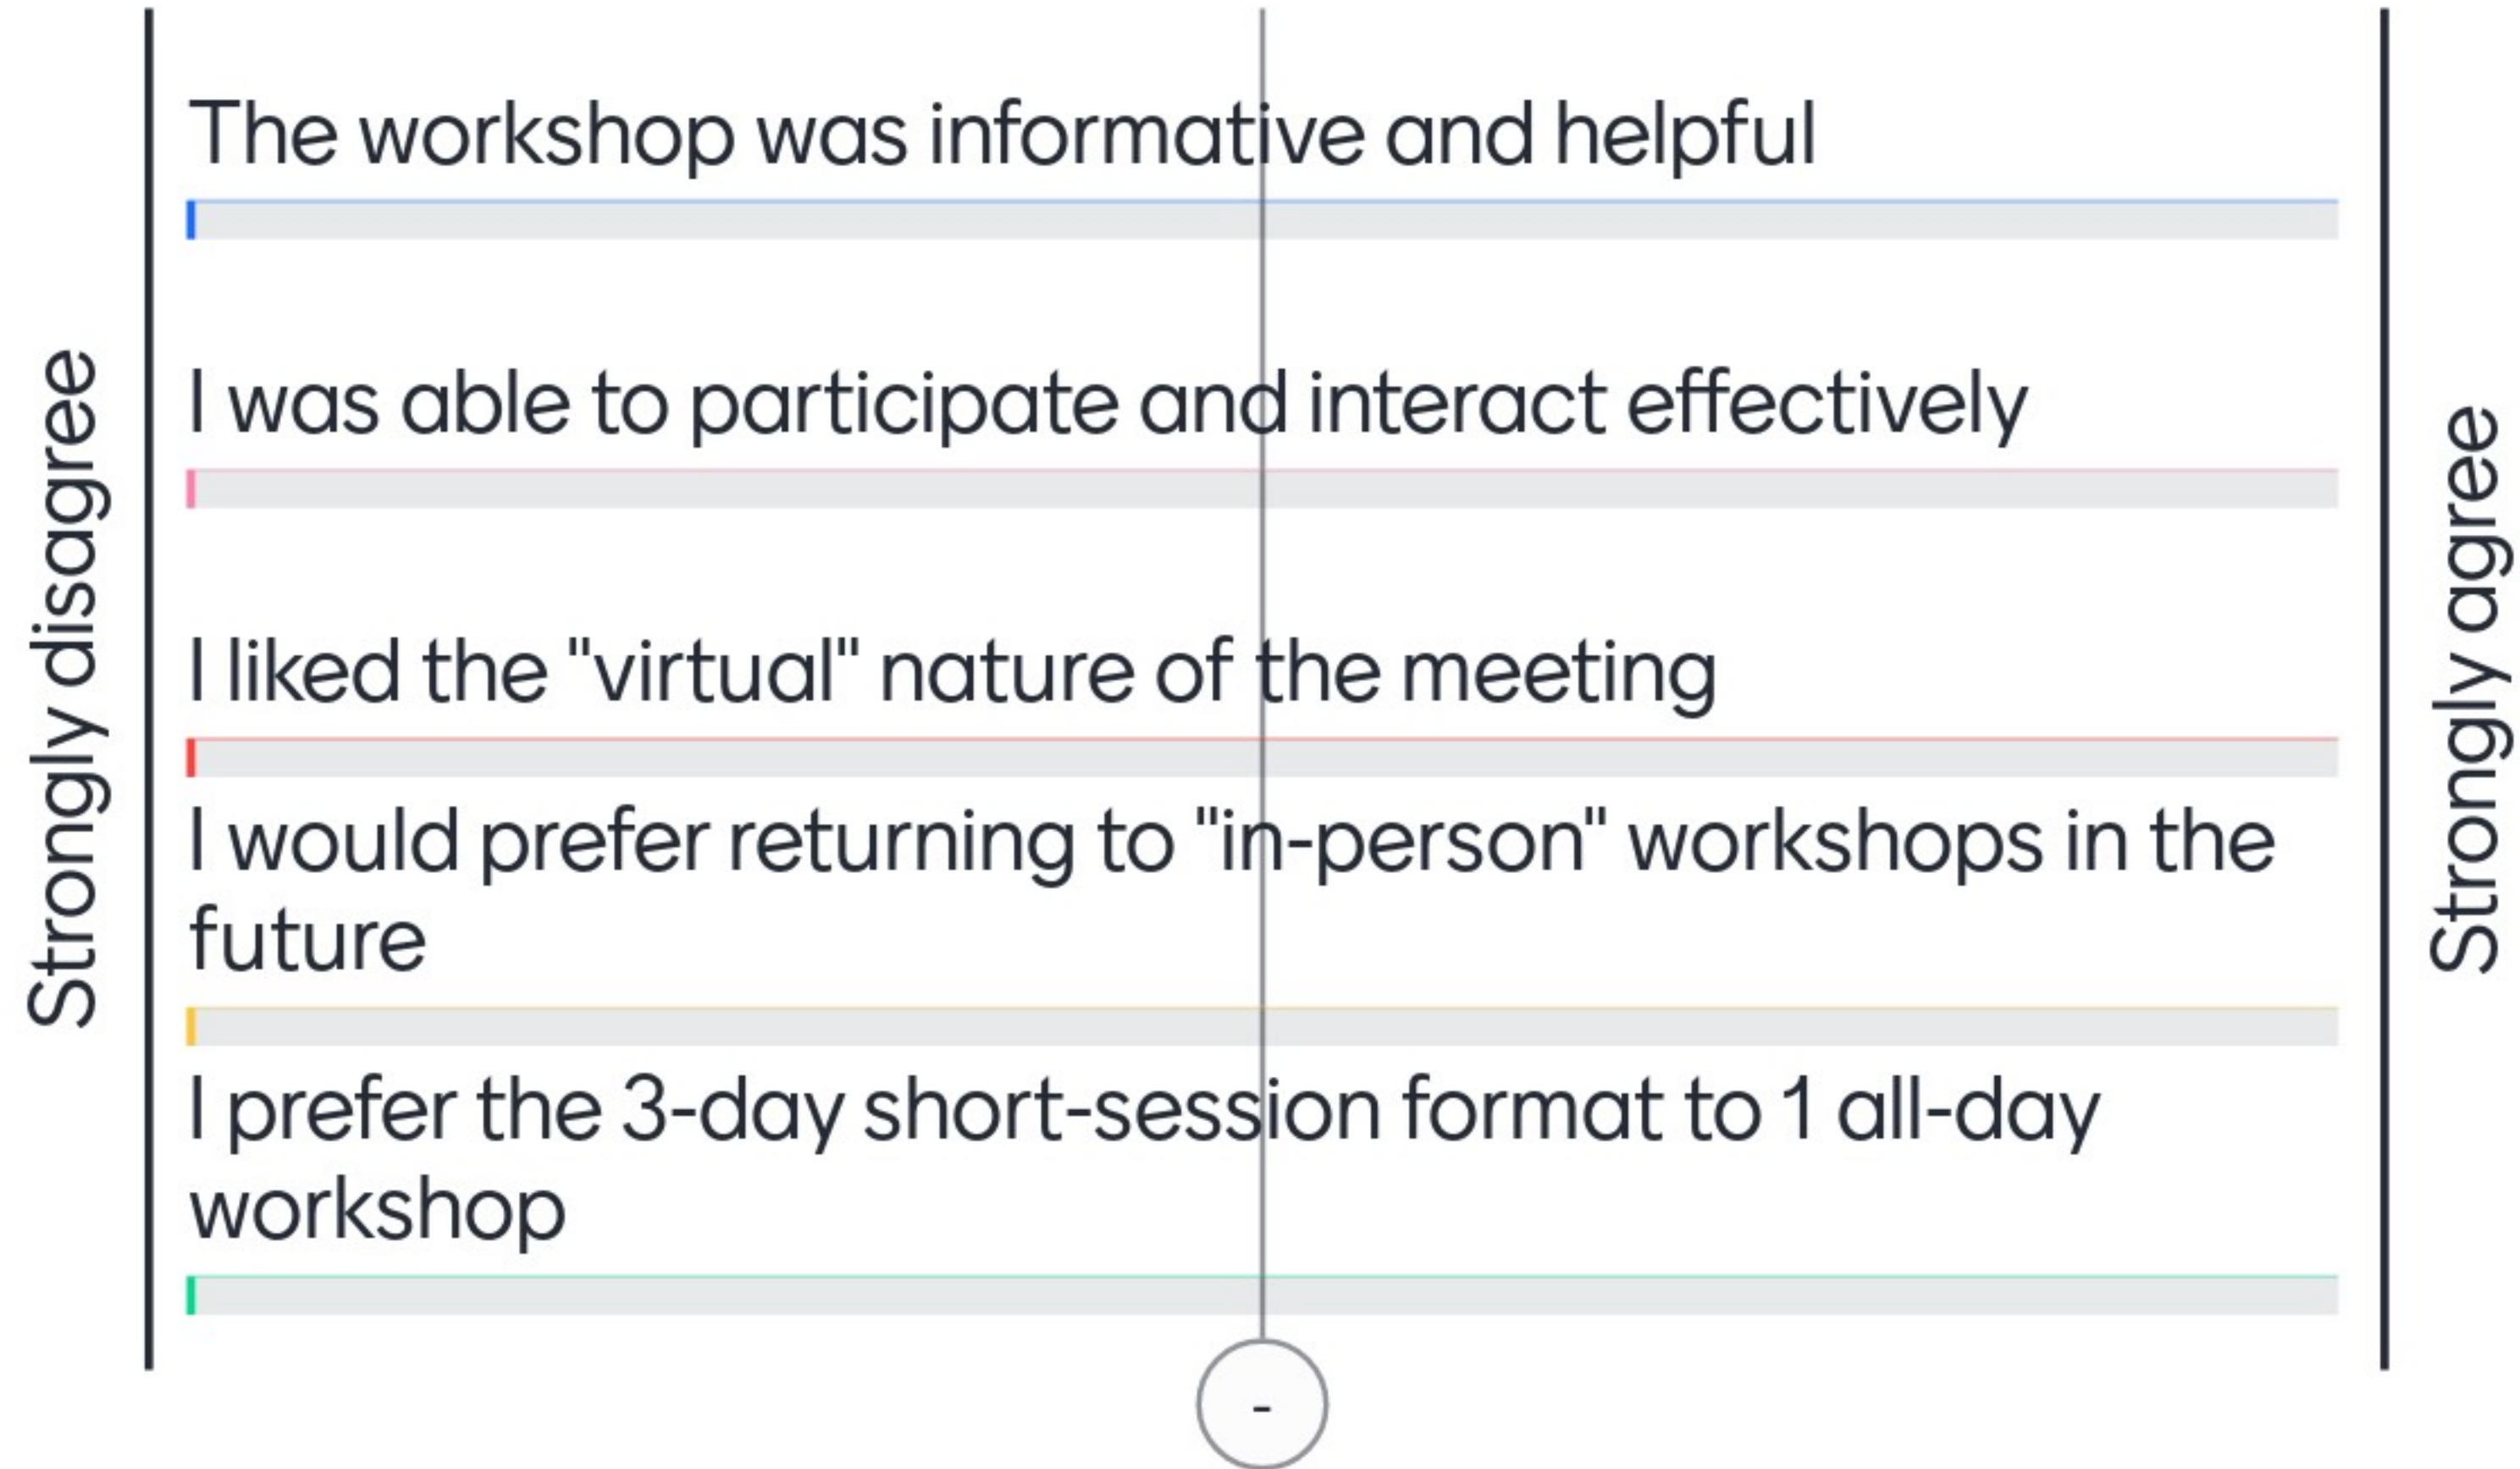 The workshop was informative and helpful
I was able to participate and interact effectively
I liked the "virtual" nature of the meeting
I would prefer returning to "in-person" workshops in the
future
I prefer the 3-day short-session format to 1 all-day
workshop
Strongly disagree
Strongly agree
-